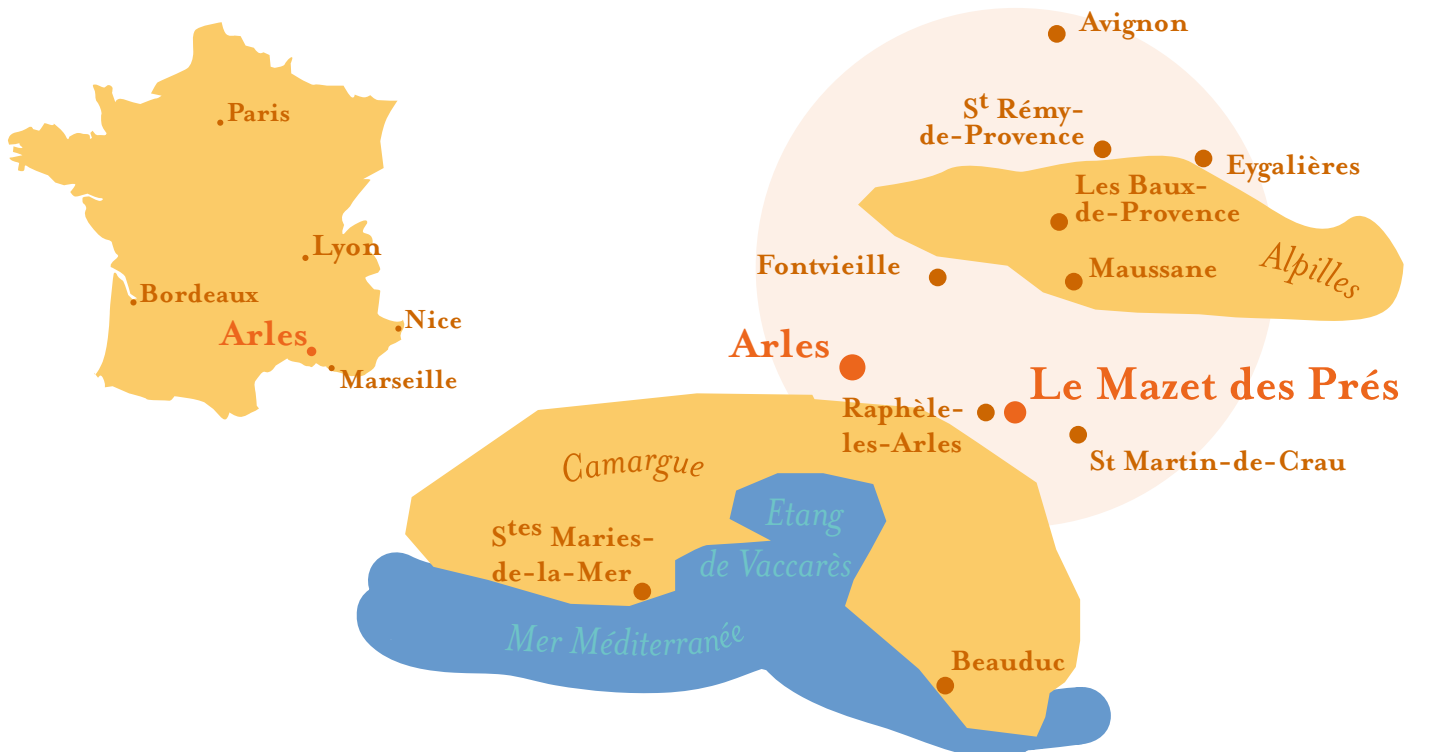 Paris
Lyon
Bordeaux
Nice
Arles
Marseille
Avignon
St Rémy-
de-Provence
Eygalières
Les Baux-
de-Provence
Fontvieille
Maussane
Alpilles
Arles
Le Mazet des Prés
Raphèle-
les-Arles
St Martin-de-Crau
Camargue
Etang
de Vaccarès
Stes Maries-
de-la-Mer
Mer Méditerranée
Beauduc